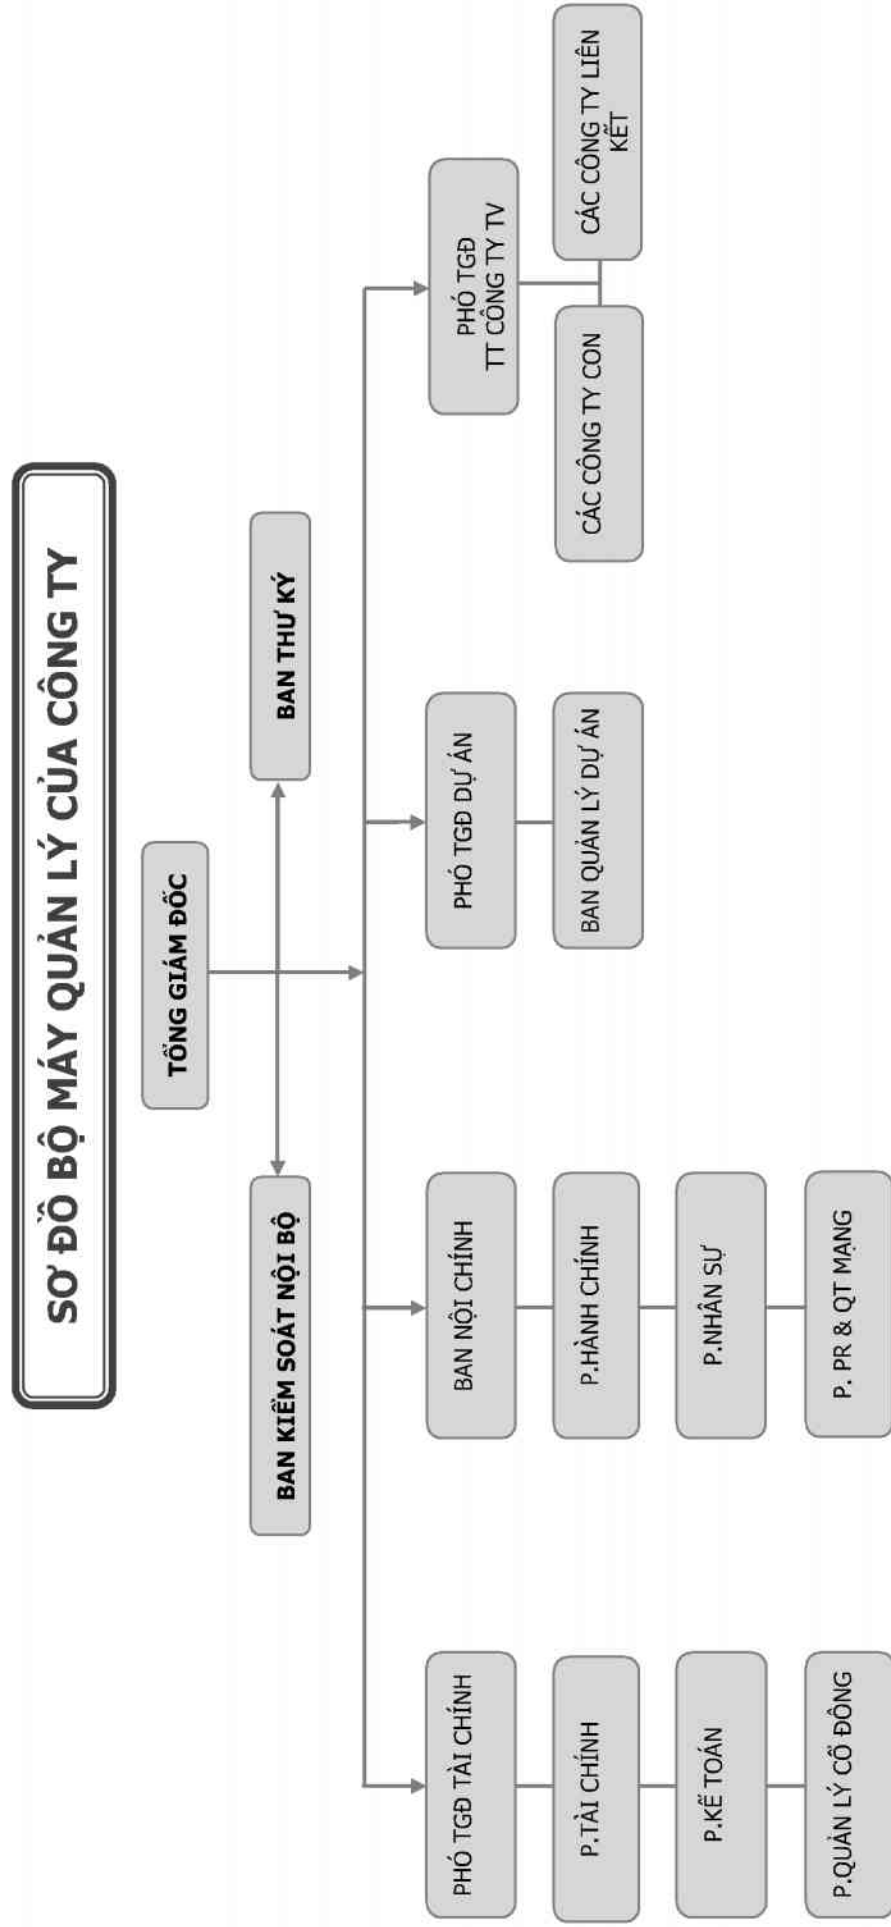 SƠ ĐỒ BỘ MÁY QUẢN LÝ CỦA CÔNG TY
TỔNG GIÁM ĐỐC
BAN KIỂM SOÁT NỘI BỘ
BAN THƯ KÝ
PHÓ TGĐ TÀI CHÍNH
BAN NỘI CHÍNH
PHÓ TGĐ DỰ ÁN
PHÓ TGĐ
TT CÔNG TY TV
P.TÀI CHÍNH
P.HÀNH CHÍNH
BAN QUẢN LÝ DỰ ÁN
CÁC CÔNG TY CON
CÁC CÔNG TY LIÊN
KẾT
P.KẾ TOÁN
P.NHÂN SỰ
P.QUẢN LÝ CỔ ĐÔNG
P. PR & QT MẠNG